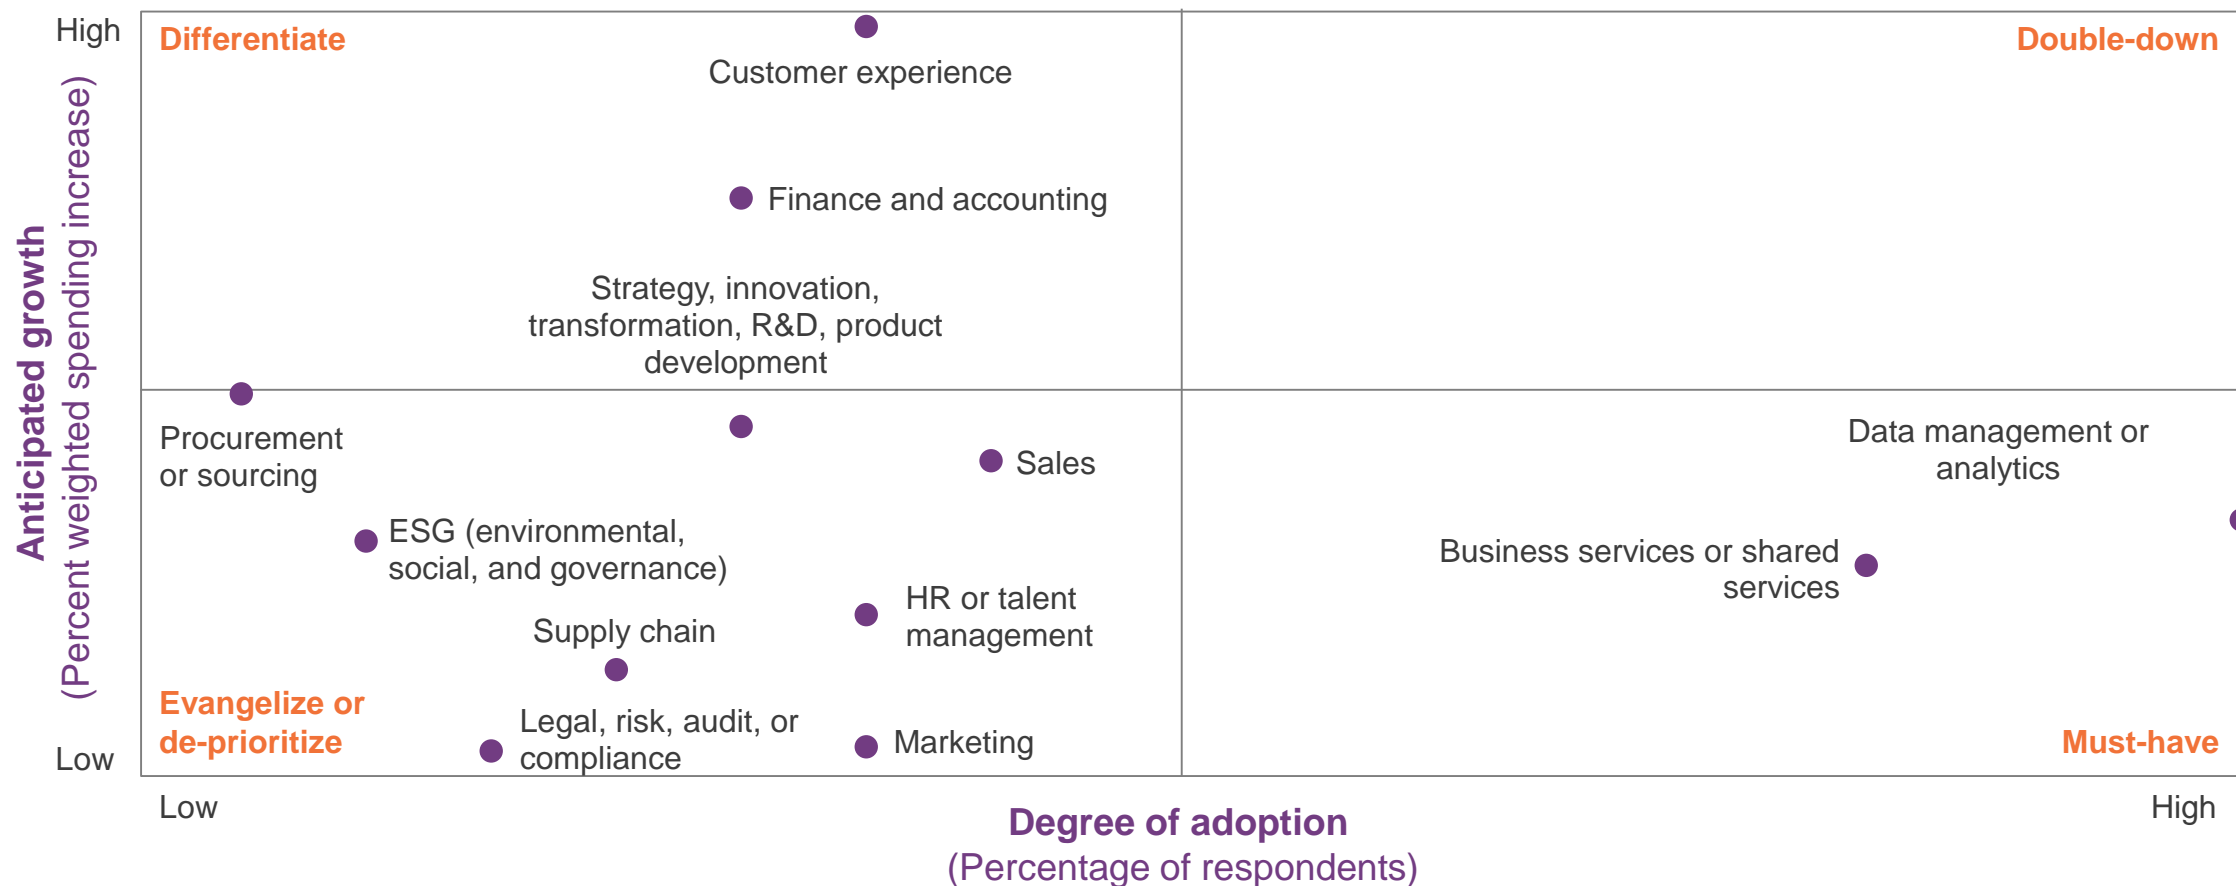 High
Differentiate
Double-down
Customer experience
Finance and accounting
Strategy, innovation,
transformation, R&D, product
development
Anticipated growth
(Percent weighted spending increase)
Procurement
or sourcing
Sales
Data management or
analytics
ESG (environmental,
social, and governance)
Business services or shared
services
HR or talent
management
Supply chain
Evangelize or
de-prioritize
Legal, risk, audit, or
compliance
Marketing
Must-have
Low
Low
High
Degree of adoption
(Percentage of respondents)